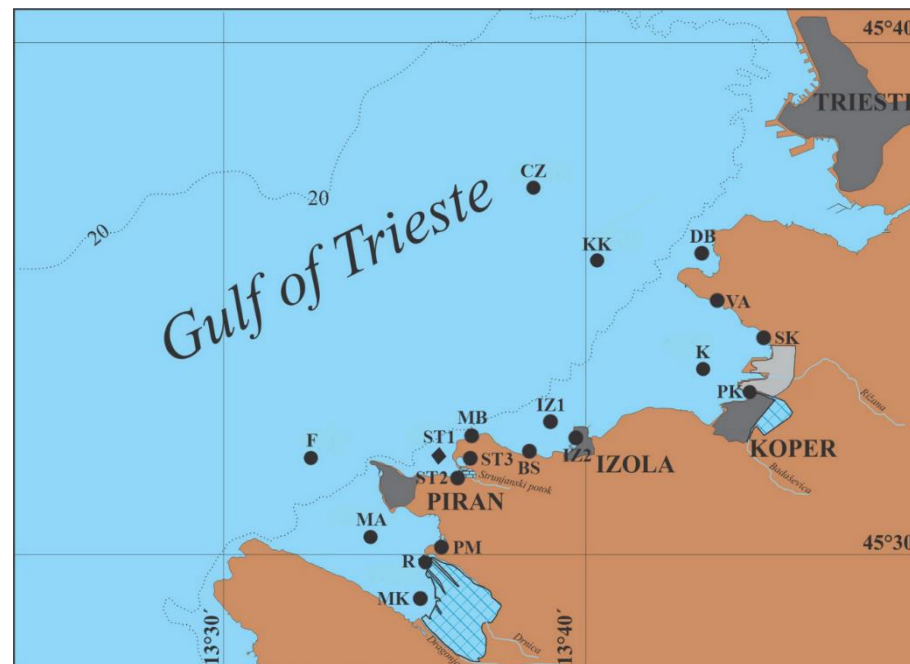 45°40
TRIEST
CZ
20
20
Gulf of Trieste
KK
DB
VA
SK
K
PK
Rižana
IZ1
MB
ST1
F
IZ2
IZOLA
KOPER
BS
ST3
ST2
Strunjanski potok
Badaševica
PIRAN
MA
PM
45°30
R
MK
13°30´
13°40´
Dragonja
Drnica